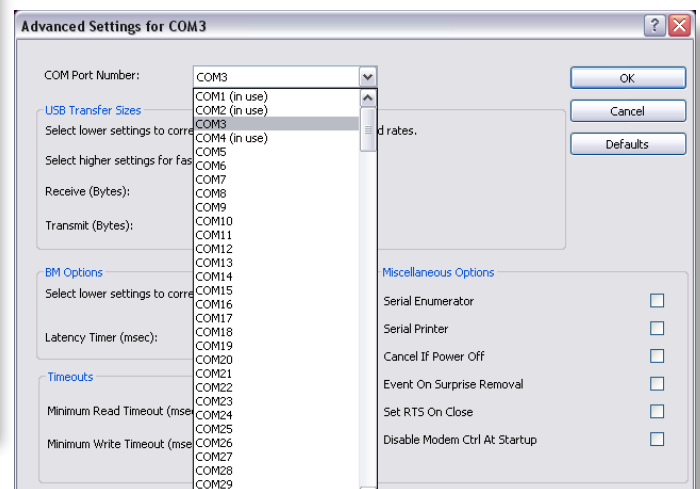 Advanced Settings for COM3
COM Port Number:
COM3
OK
Cancel
Defaults
COM1 (in use)
COM2 (in use)
COM3
COM4 (in use)
COM5
COM6
COM7
COM8
COM9
COM10
COM11
COM12
COM13
COM14
COM15
COM16
COM17
COM18
COM19
COM20
COM21
COM22
COM23
COM24
COM25
COM26
COM27
COM28
COM29
USB Transfer Sizes
Select lower settings to corre d rates.
Select higher settings for fas
Receive (Bytes):
Transmit (Bytes):
BM Options
Select lower settings to corre
Latency Timer (msec):
Timeouts
Minimum Read Timeout (mse
Minimum Write Timeout (mse
Miscellaneous Options
Serial Enumerator
Serial Printer
Cancel If Power Off
Event On Surprise Removal
Set RTS On Close
Disable Modem Ctrl At Startup